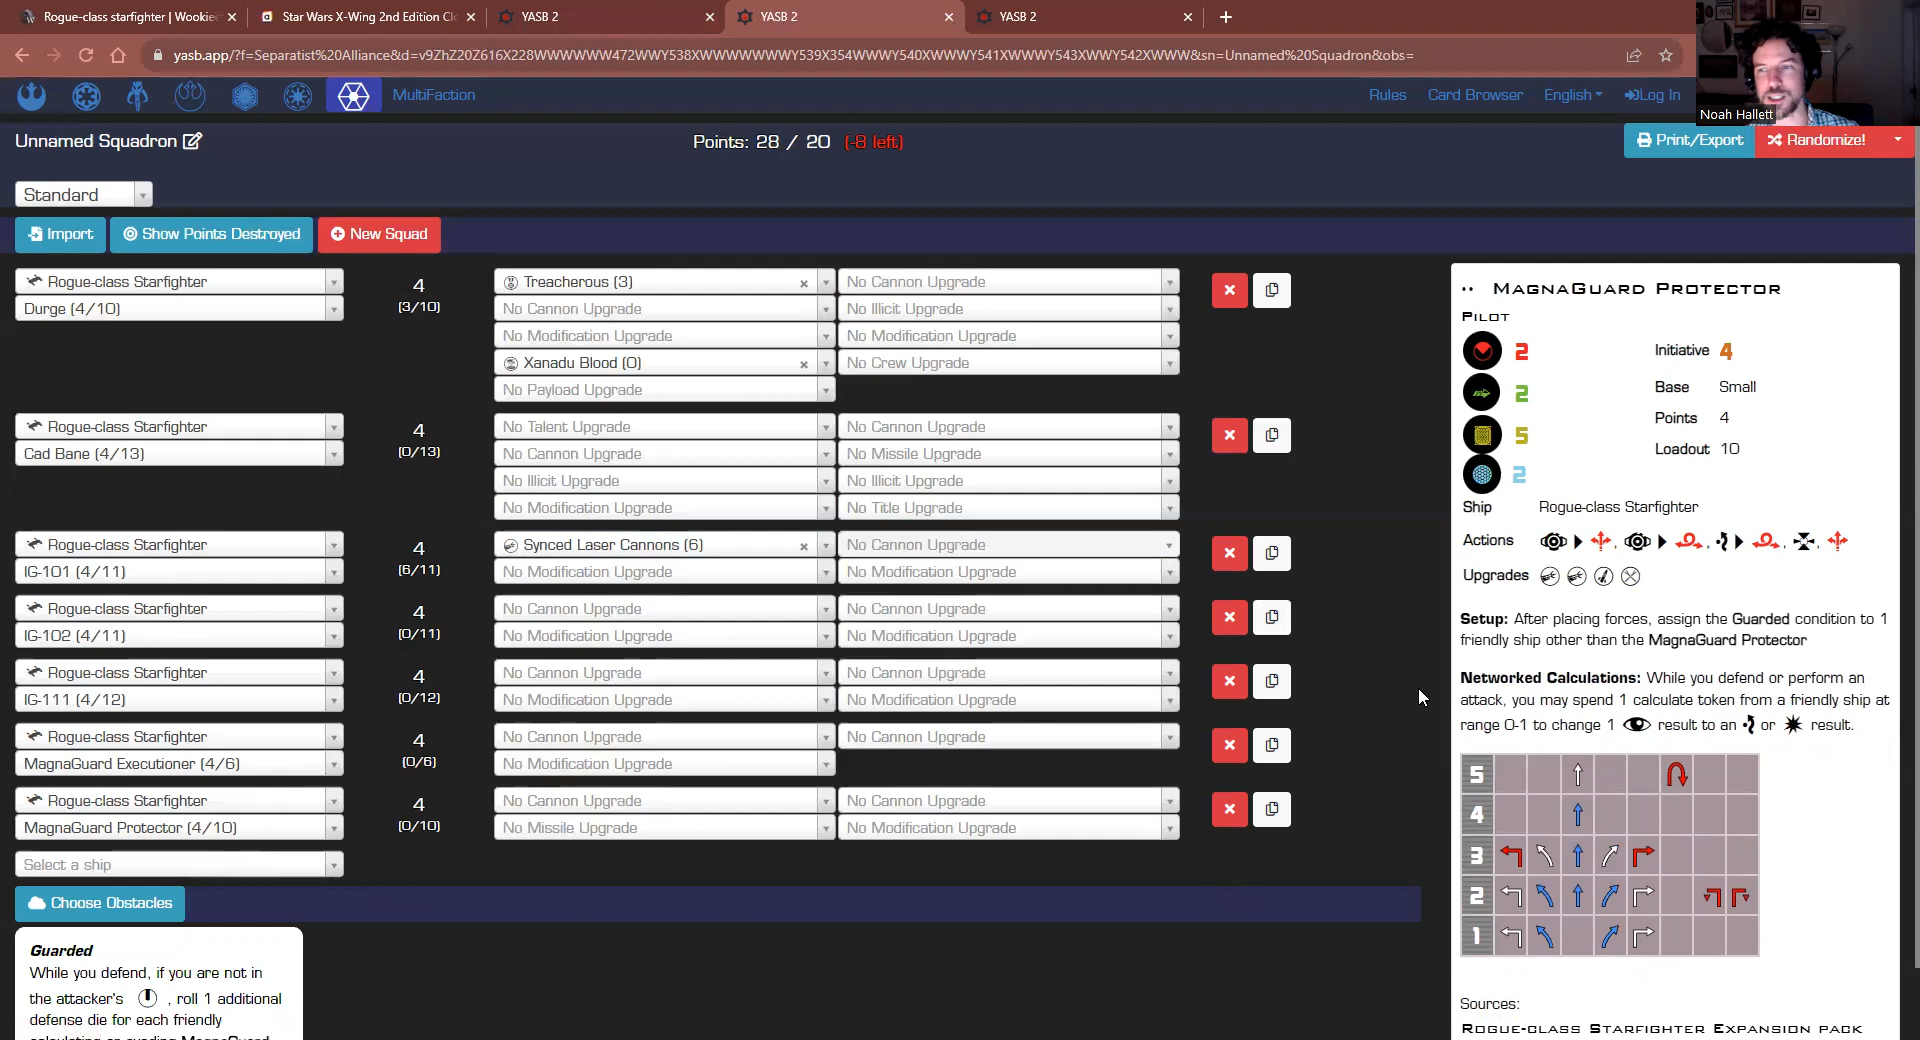 Rogue-class starfighter | Wookie
Star Wars X-Wing 2nd Edition Clo
YASB 2
YASB 2
YASB 2
yasb.app/?f=Separatist%20Alliance&d=v9ZhZ20Z616X228WWWWWW472WWY538XWWWWWWWY539X354WWWY540XWWWY541XWWWY543XWWY542XWWW&sn=Unnamed%20Squadron&obs=
MultiFaction
Rules
Card Browser
English
Log In
Noah Hallett
Unnamed Squadron
Points: 28 / 20 (-8 left)
Print/Export
Randomize!
Standard
Import
Show Points Destroyed
New Squad
Rogue-class Starfighter
Durge (4/10)
4
(3/10)
Treacherous (3)
No Cannon Upgrade
No Cannon Upgrade
No Illicit Upgrade
No Modification Upgrade
No Modification Upgrade
Xanadu Blood (0)
No Crew Upgrade
No Payload Upgrade
Rogue-class Starfighter
Cad Bane (4/13)
4
(0/13)
No Talent Upgrade
No Cannon Upgrade
No Cannon Upgrade
No Missile Upgrade
No Illicit Upgrade
No Illicit Upgrade
No Modification Upgrade
No Title Upgrade
Rogue-class Starfighter
IG-101 (4/11)
4
(6/11)
Synced Laser Cannons (6)
No Cannon Upgrade
No Modification Upgrade
No Modification Upgrade
Rogue-class Starfighter
IG-102 (4/11)
4
(0/11)
No Cannon Upgrade
No Cannon Upgrade
No Modification Upgrade
No Modification Upgrade
Rogue-class Starfighter
IG-111 (4/12)
4
(0/12)
No Cannon Upgrade
No Cannon Upgrade
No Modification Upgrade
No Modification Upgrade
Rogue-class Starfighter
MagnaGuard Executioner (4/6)
4
(0/6)
No Cannon Upgrade
No Cannon Upgrade
No Modification Upgrade
Rogue-class Starfighter
MagnaGuard Protector (4/10)
4
(0/10)
No Cannon Upgrade
No Cannon Upgrade
No Missile Upgrade
No Modification Upgrade
Select a ship
Choose Obstacles
Guarded
While you defend, if you are not in
the attacker's , roll 1 additional
defense die for each friendly
calculating or evading MagnaGuard
MagnaGuard Protector
Pilot
2
Initiative 4
2
Base Small
5
Points 4
Loadout 10
2
Ship Rogue-class Starfighter
Actions
Upgrades
Setup: After placing forces, assign the Guarded condition to 1
friendly ship other than the MagnaGuard Protector
Networked Calculations: While you defend or perform an
attack, you may spend 1 calculate token from a friendly ship at
range 0-1 to change 1 result to an or result.
5
4
3
2
1
Sources:
Rogue-class Starfighter Expansion Pack